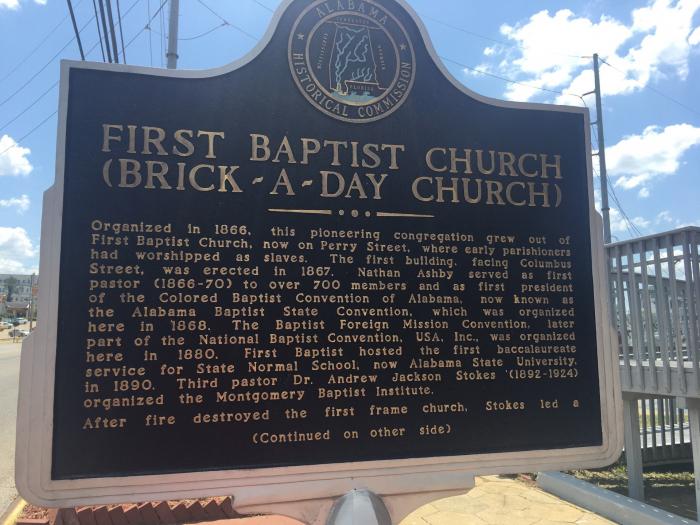 ALABAMA
HISTORICAL COMMISSION
FLORIDA
FIRST BAPTIST CHURCH
(BRICK-A-DAY CHURCH)
Organized in 1866, this pioneering congregation grew out of
First Baptist Church, now on Perry Street, where early parishioners
had worshipped as slaves. The first building, facing Columbus
Street, was erected in 1867. Nathan Ashby served as first
pastor (1866-70) to over 700 members and as first president
of the Colored Baptist Convention of Alabama, now known as
the Alabama Baptist State Convention, which was organized
here in 1868. The Baptist Foreign Mission Convention, later
part of the National Baptist Convention, USA, Inc., was organized
here in 1880. First Baptist hosted the first baccalaureate
service for State Normal School, now Alabama State University,
in 1890. Third pastor Dr. Andrew Jackson Stokes (1892-1924)
organized the Montgomery Baptist Institute.
After fire destroyed the first frame church, Stokes led a
(Continued on other side)